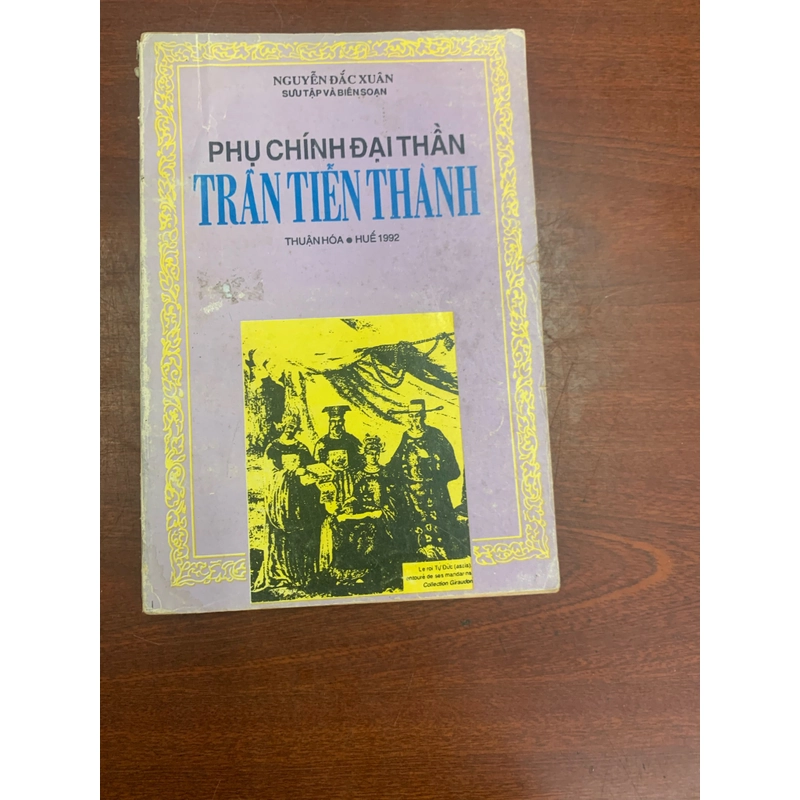 NGUYỄN ĐẮC XUÂN
SƯU TẬP VÀ BIÊN SOẠN
PHỤ CHÍNH ĐẠI THẦN
TRẦN TIỄN THÀNH
THUẬN HÓA ● HUẾ 1992
Le roi Tự Đức (assis)
entouré de ses mandarins
Collection Giraudon